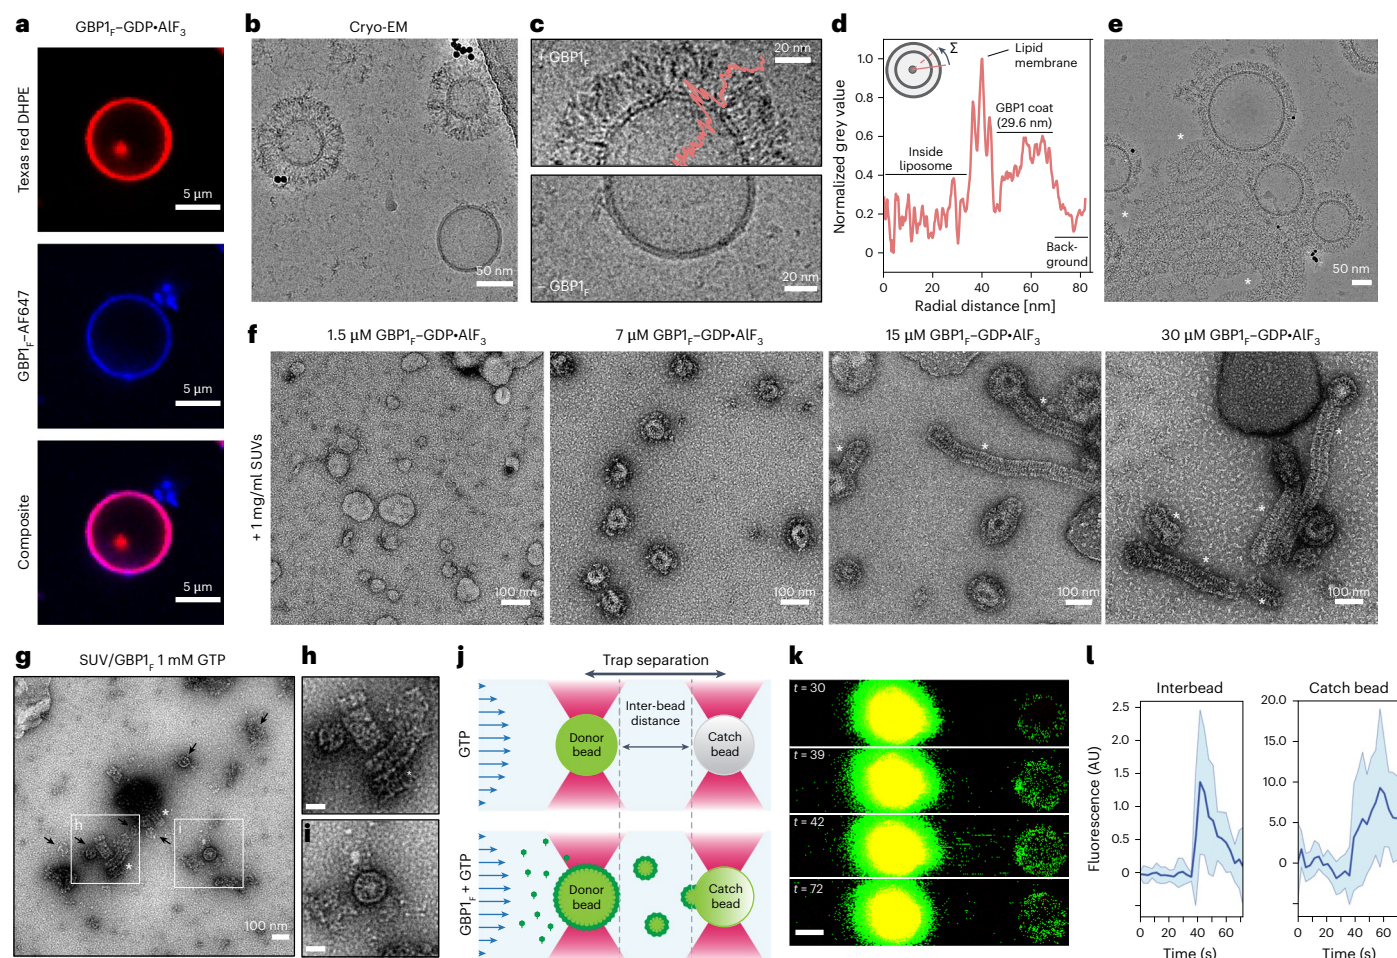 a
GBP1F–GDP•AlF3
Texas red DHPE
5 µm
GBP1F–AF647
5 µm
Composite
5 µm
b
Cryo-EM
50 nm
c
+ GBP1F
20 nm
– GBP1F
20 nm
d
Normalized grey value
1.0
0.8
0.6
0.4
0.2
0
Σ
Lipid
membrane
GBP1 coat
(29.6 nm)
Inside
liposome
Back-
ground
0 20 40 60 80
Radial distance [nm]
e
*
*
*
50 nm
f
+ 1 mg/ml SUVs
1.5 µM GBP1F–GDP•AlF3
100 nm
7 µM GBP1F–GDP•AlF3
100 nm
15 µM GBP1F–GDP•AlF3
*
*
*
100 nm
30 µM GBP1F–GDP•AlF3
*
*
*
*
100 nm
g
SUV/GBP1F 1 mM GTP
*
h
i
*
100 nm
h
*
i
j
Trap separation
GTP
Inter-bead
distance
Donor
bead
Catch
bead
GBP1F + GTP
Donor
bead
Catch
bead
k
t = 30
t = 39
t = 42
t = 72
l
Interbead
Fluorescence (AU)
2.5
2.0
1.5
1.0
0.5
0
0 20 40 60
Time (s)
Catch bead
20.0
15.0
10.0
5.0
0
0 20 40 60
Time (s)